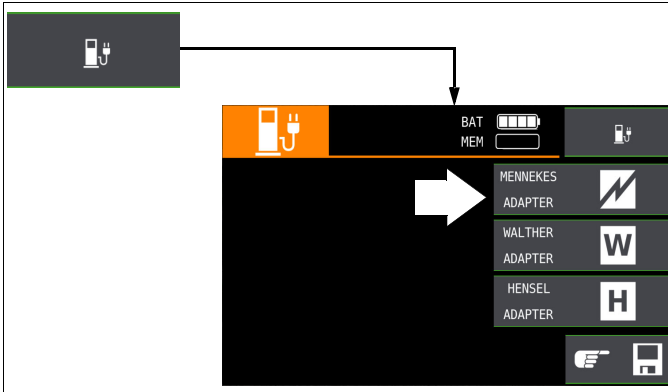 BAT
MEM
MENNEKES
ADAPTER
WALTHER
ADAPTER
W
HENSEL
ADAPTER
H